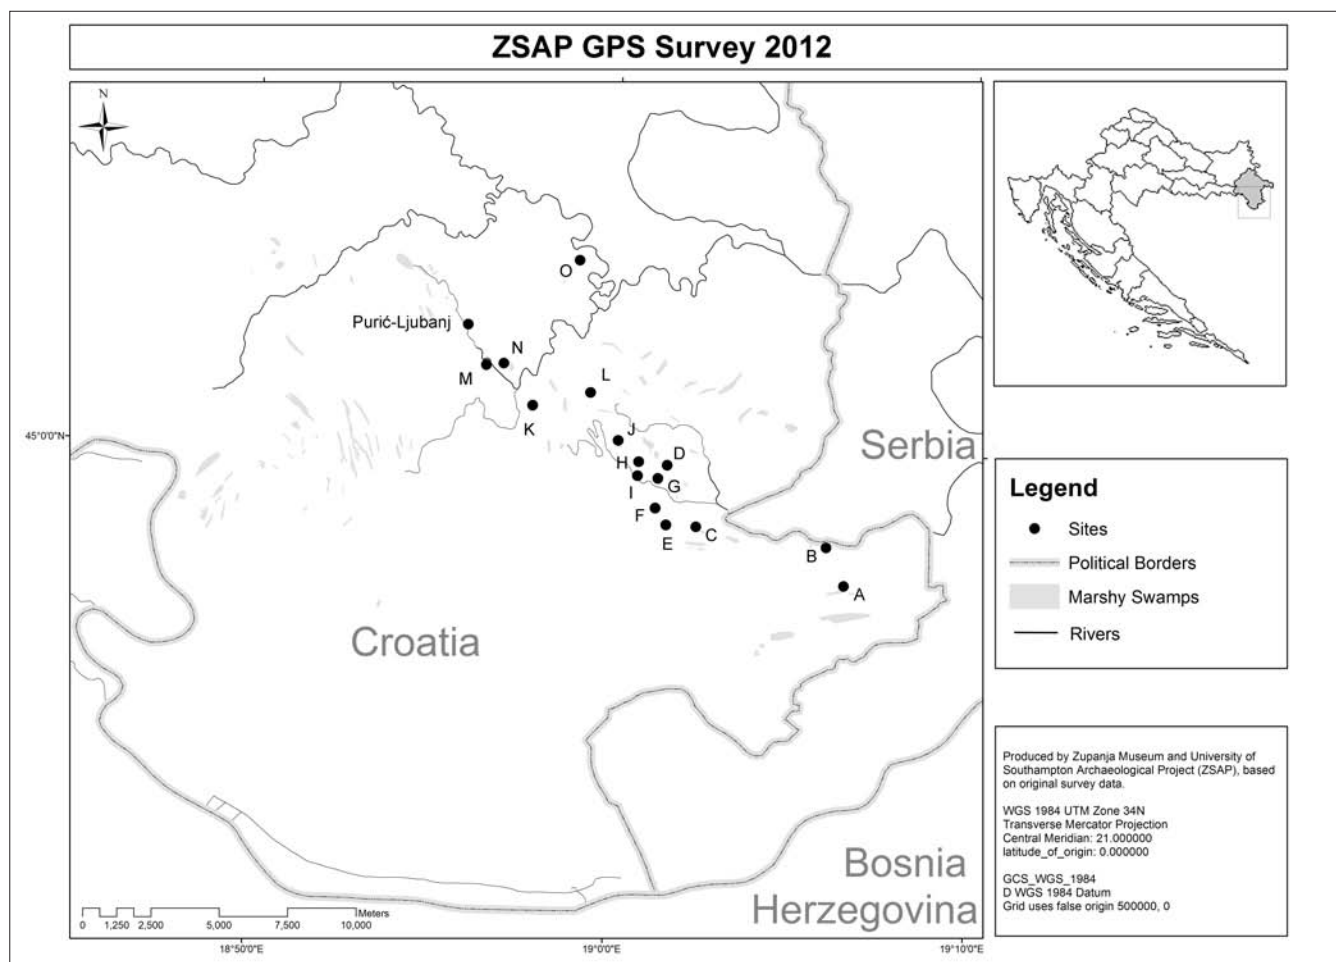 ZSAP GPS Survey 2012
N
O
Purić-Ljubanj
N
M
L
K
45°0'0"N
J
Serbia
H
D
I
G
F
E
C
B
A
Croatia
Bosnia
Herzegovina
Meters
0 1,250 2,500 5,000 7,500 10,000
18°50'0"E 19°0'0"E 19°10'0"E
Legend
Sites
Political Borders
Marshy Swamps
Rivers
Produced by Zupanja Museum and University of
Southampton Archaeological Project (ZSAP), based
on original survey data.
WGS 1984 UTM Zone 34N
Transverse Mercator Projection
Central Meridian: 21.000000
latitude_of_origin: 0.000000
GCS_WGS_1984
D WGS 1984 Datum
Grid uses false origin 500000, 0